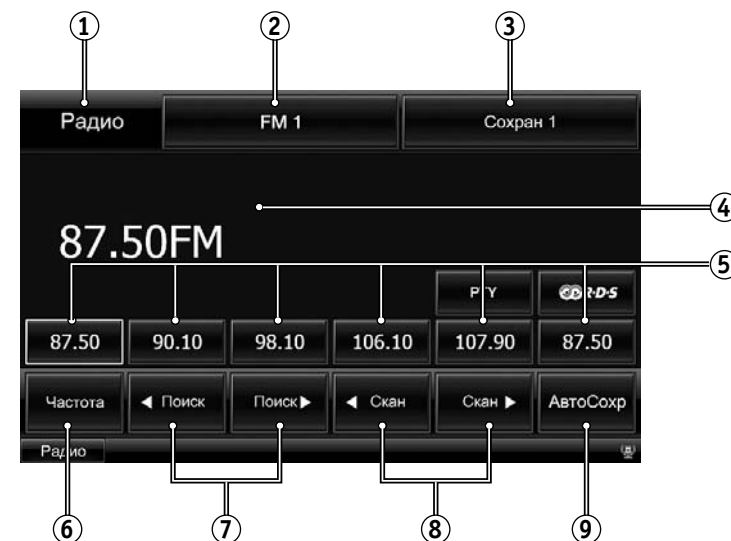 1 2 3
Радио FM 1 Сохран 1
4
87.50FM
5
PTY R·D·S
87.50 90.10 98.10 106.10 107.90 87.50
Частота ◀ Поиск Поиск▶ ◀ Скан Скан ▶ АвтоСохр
Радио
6 7 8 9